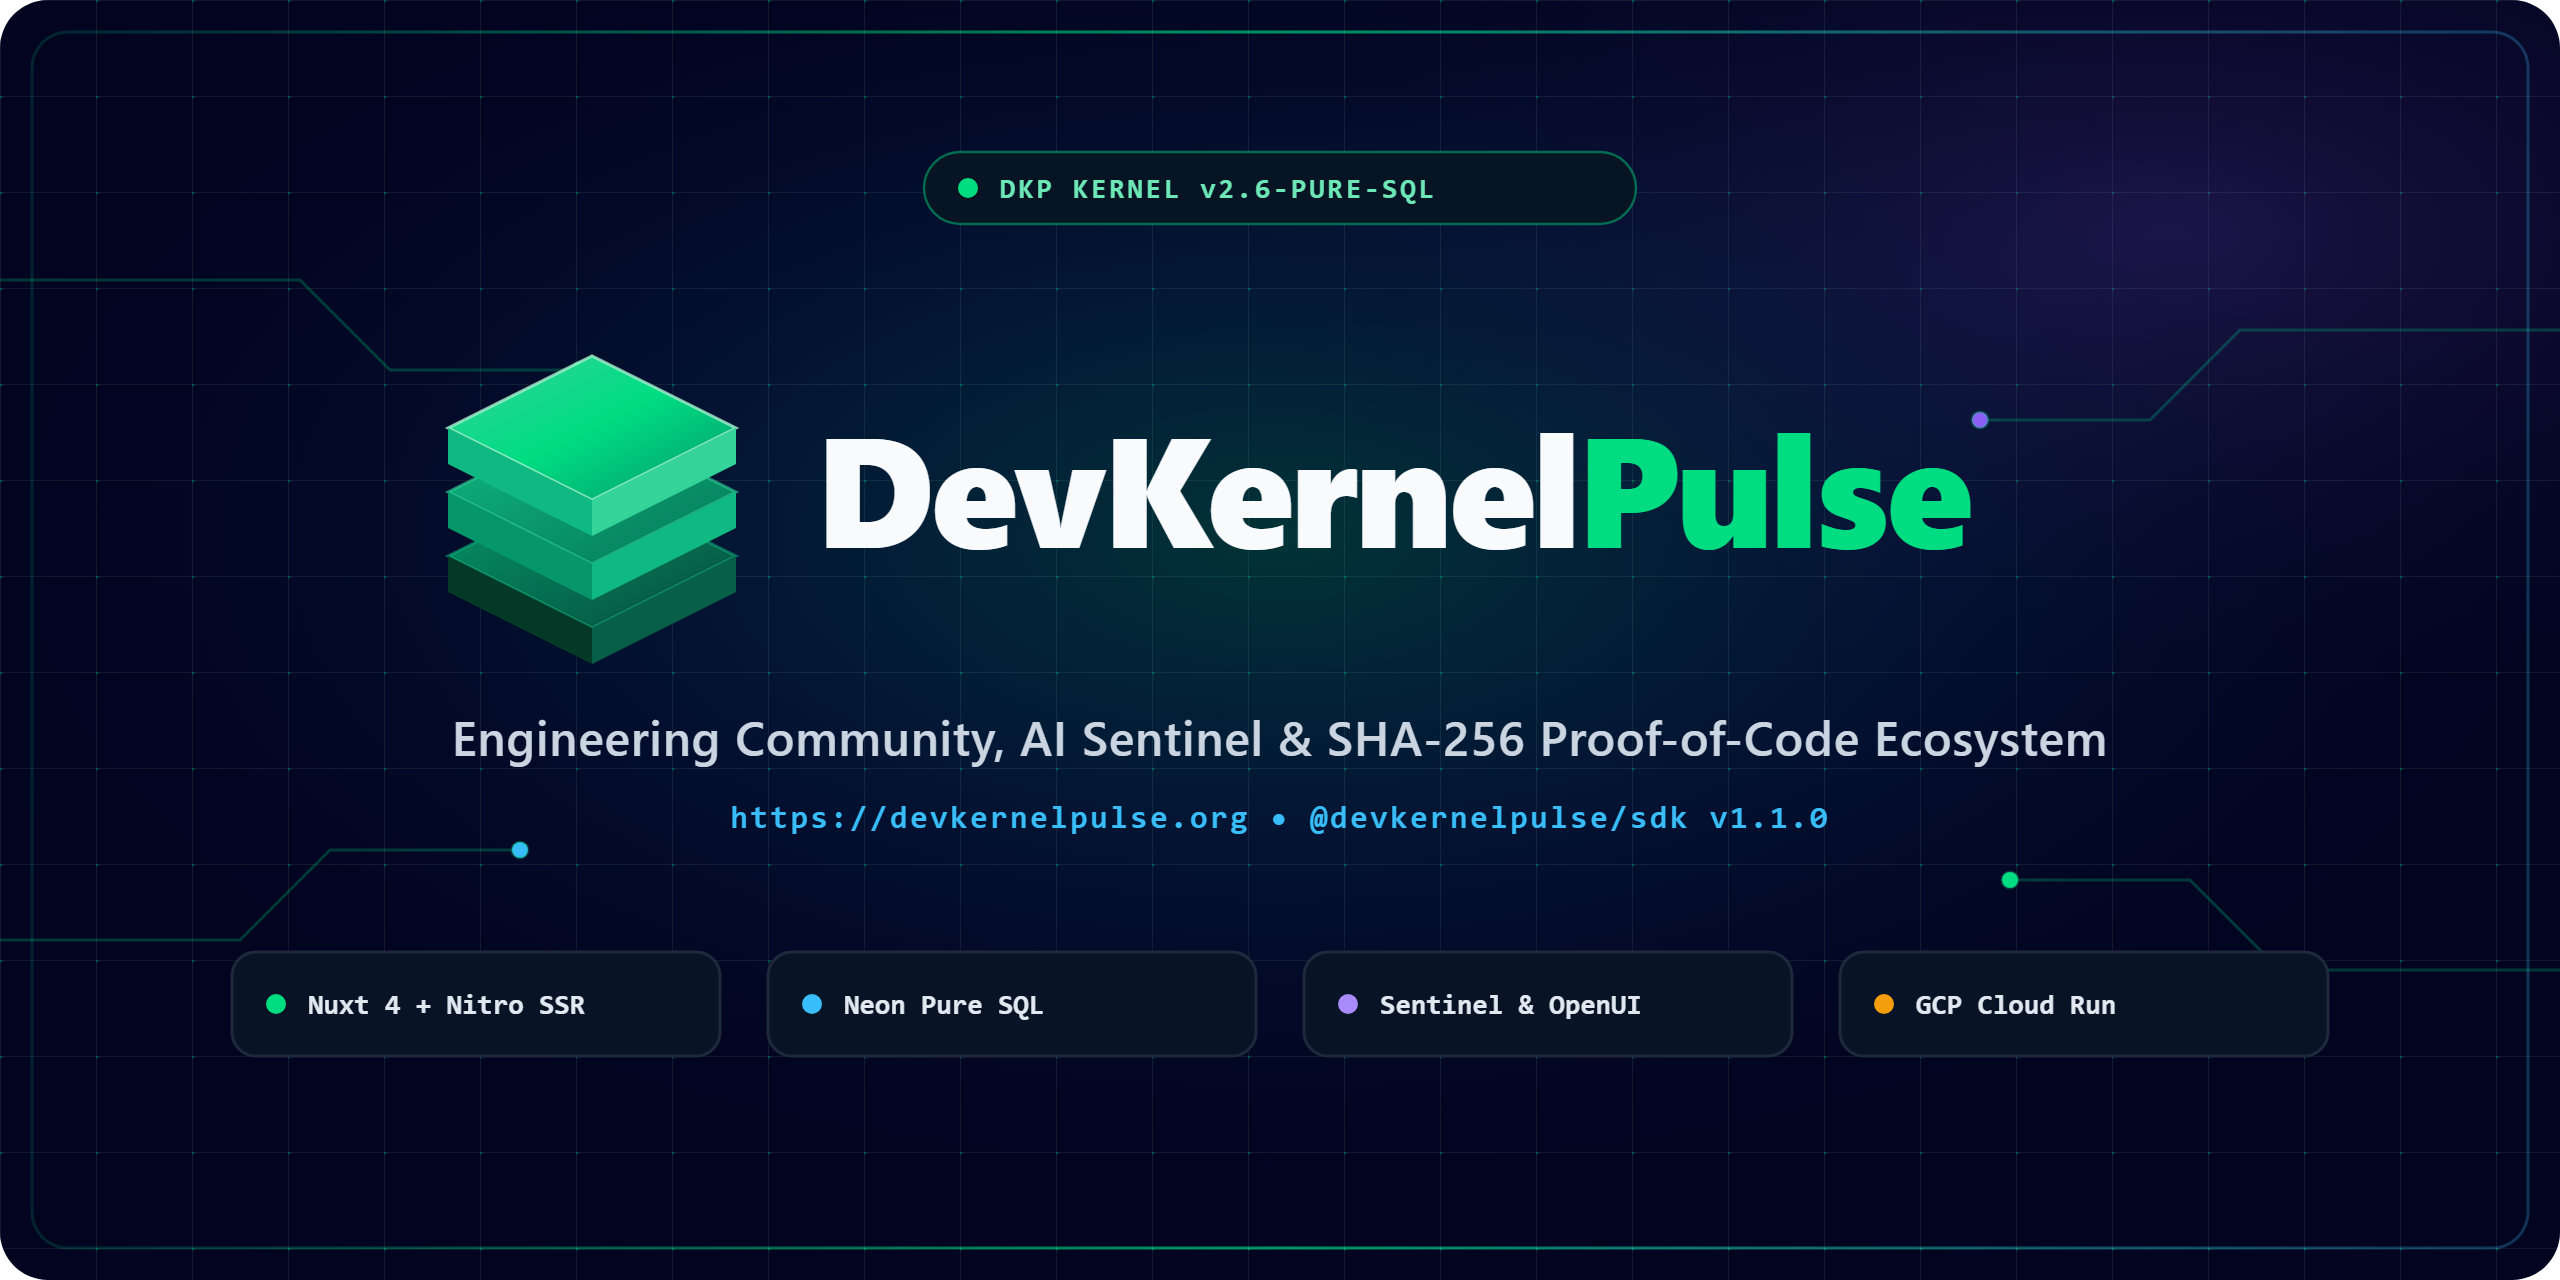 DKP KERNEL v2.6-PURE-SQL
DevKernelPulse
Engineering Community, AI Sentinel & SHA-256 Proof-of-Code Ecosystem
https://devkernelpulse.org • @devkernelpulse/sdk v1.1.0
Nuxt 4 + Nitro SSR
Neon Pure SQL
Sentinel & OpenUI
GCP Cloud Run